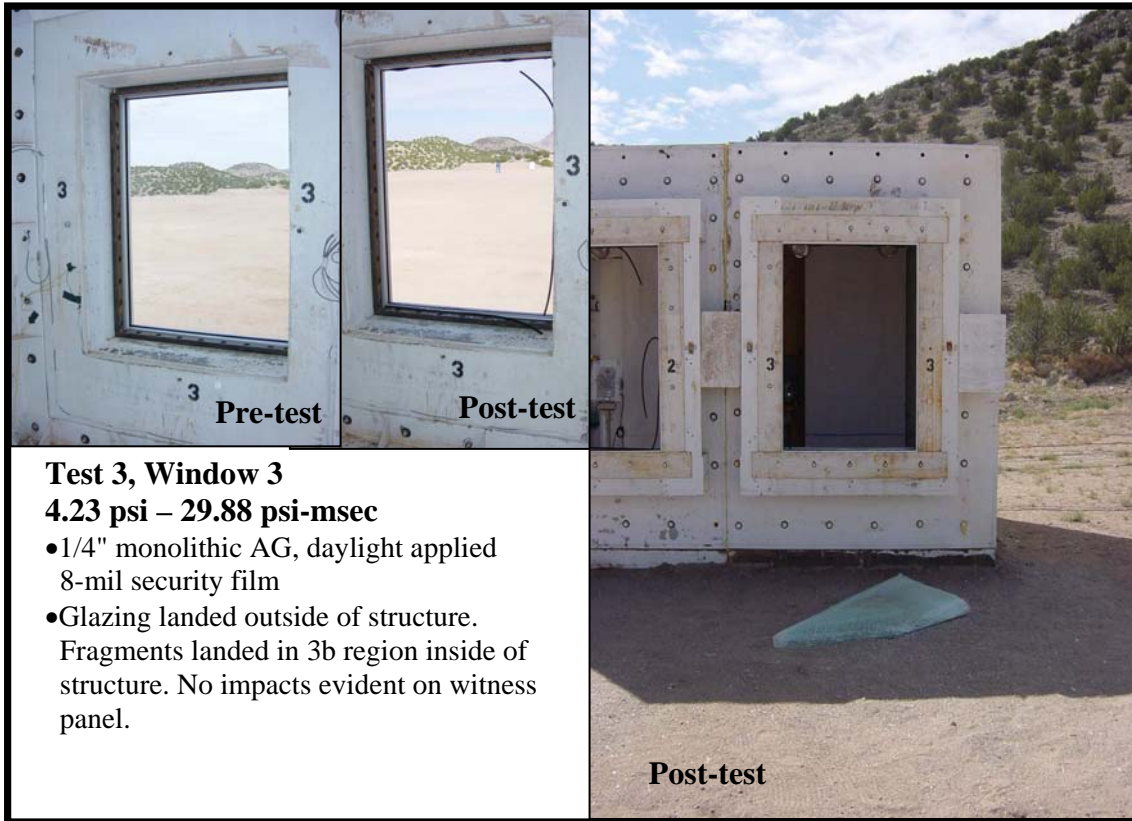 3
3
3
Pre-test
3
3
Post-test
2
3
3
Post-test
Test 3, Window 3
4.23 psi – 29.88 psi-msec
•1/4" monolithic AG, daylight applied
8-mil security film
•Glazing landed outside of structure.
Fragments landed in 3b region inside of
structure. No impacts evident on witness
panel.